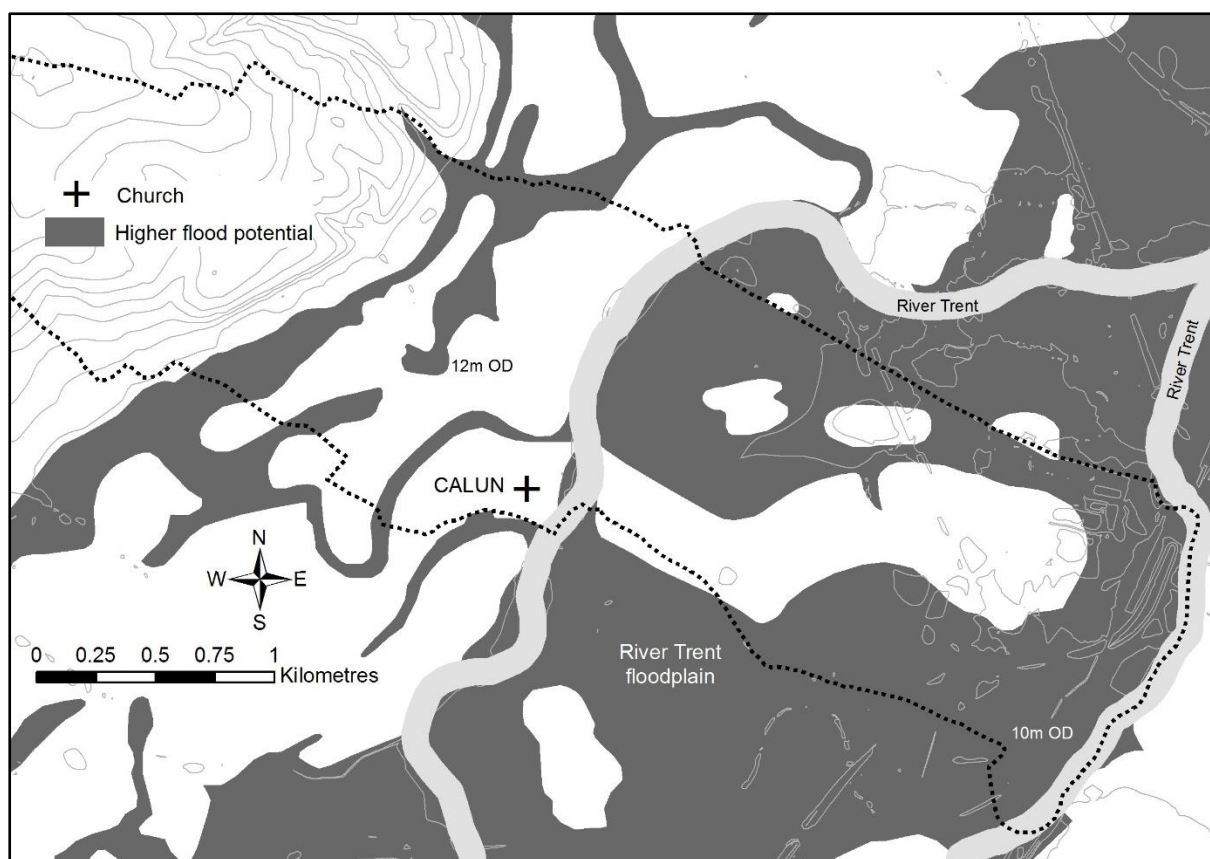 Church
Higher flood potential
River Trent
River Trent
12m OD
CALUN
N
W E
S
0 0.25 0.5 0.75 1
Kilometres
River Trent
floodplain
10m OD